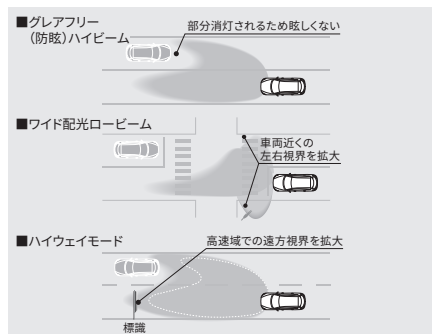 ■グレアフリー
（防眩）ハイビーム
部分消灯されるため眩しくない
■ワイド配光ロービーム
車両近くの
左右視界を拡大
■ハイウェイモード
高速域での遠方視界を拡大
標識